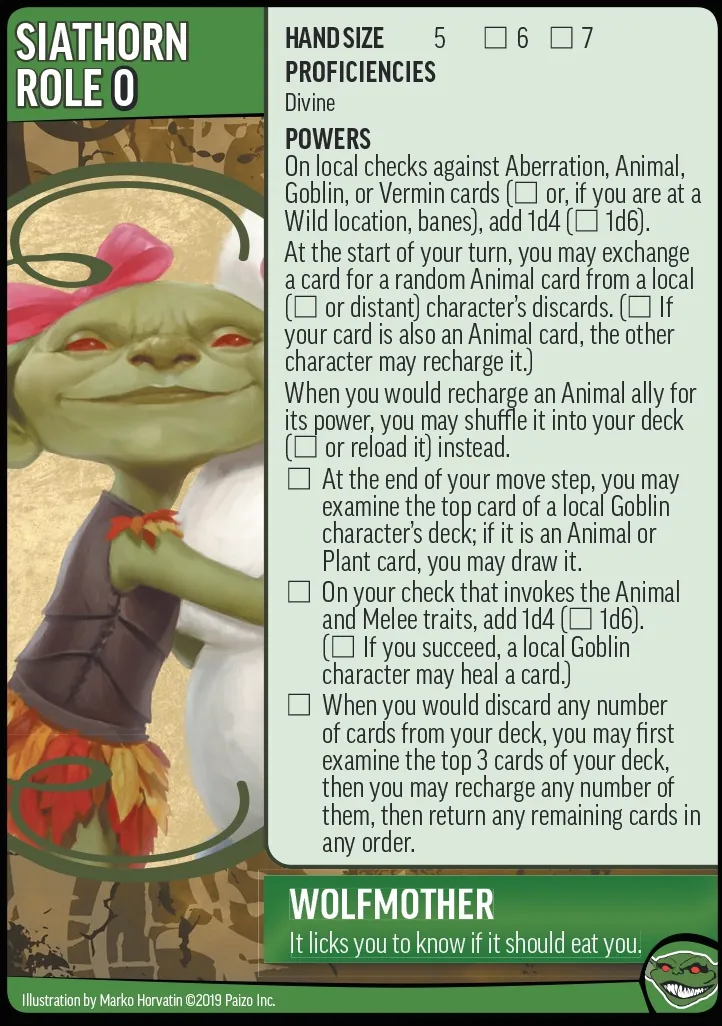 SIATHORN
ROLE 0
HAND SIZE 5 □ 6 □ 7
PROFICIENCIES
Divine
POWERS
On local checks against Aberration, Animal,
Goblin, or Vermin cards (□ or, if you are at a
Wild location, banes), add 1d4 (□ 1d6).
At the start of your turn, you may exchange
a card for a random Animal card from a local
(□ or distant) character's discards. (□ If
your card is also an Animal card, the other
character may recharge it.)
When you would recharge an Animal ally for
its power, you may shuffle it into your deck
(□ or reload it) instead.
□ At the end of your move step, you may
examine the top card of a local Goblin
character's deck; if it is an Animal or
Plant card, you may draw it.
□ On your check that invokes the Animal
and Melee traits, add 1d4 (□ 1d6).
(□ If you succeed, a local Goblin
character may heal a card.)
□ When you would discard any number
of cards from your deck, you may first
examine the top 3 cards of your deck,
then you may recharge any number of
them, then return any remaining cards in
any order.
WOLFMOTHER
It licks you to know if it should eat you.
Illustration by Marko Horvatin ©2019 Paizo Inc.